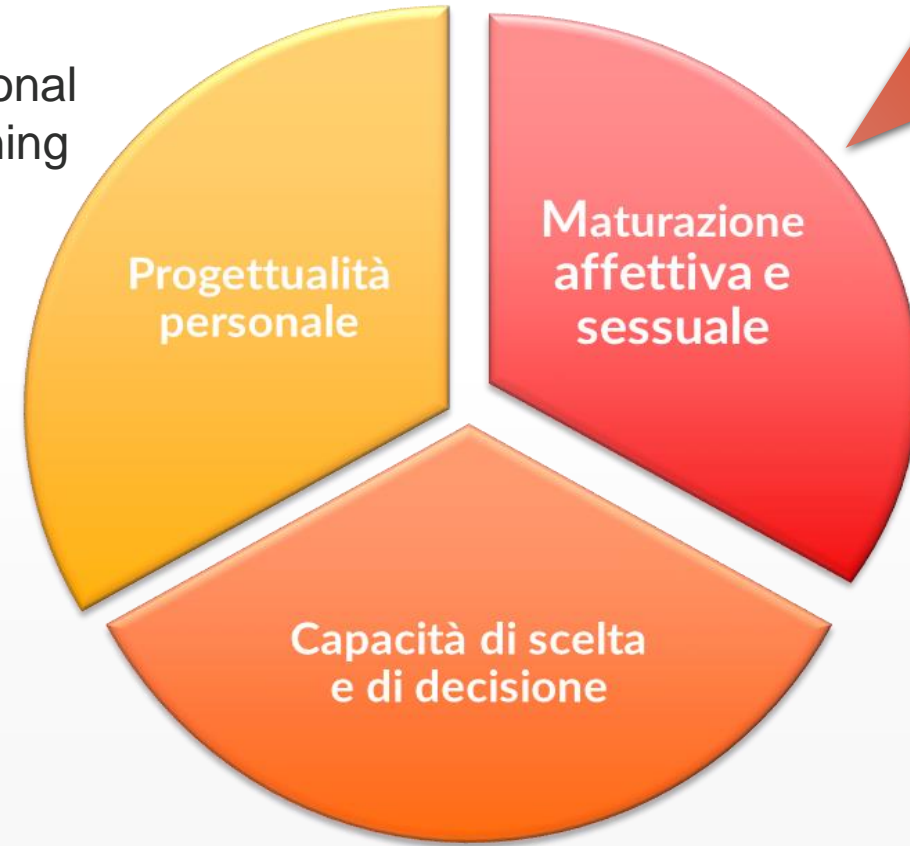 Progettualità
personale
Maturazione
affettiva e
sessuale
Capacità di scelta
e di decisione